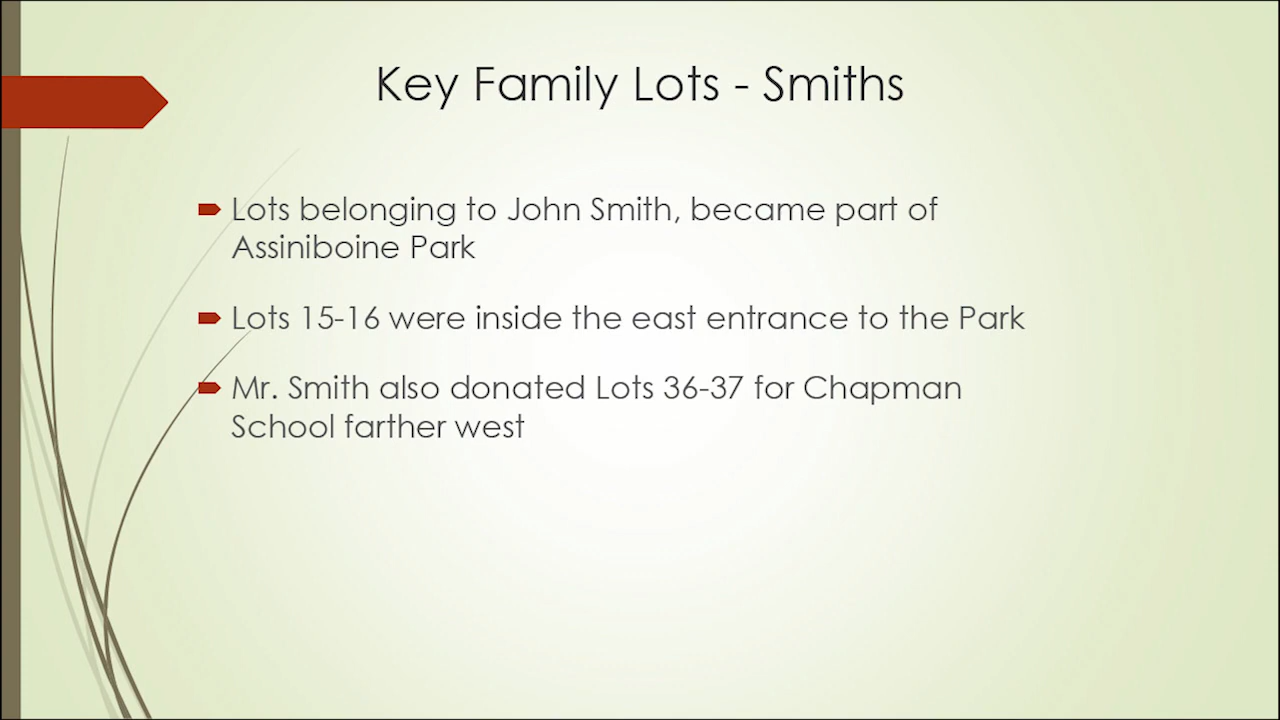 Key Family Lots - Smiths
Lots belonging to John Smith, became part of
Assiniboine Park
Lots 15-16 were inside the east entrance to the Park
Mr. Smith also donated Lots 36-37 for Chapman
School farther west